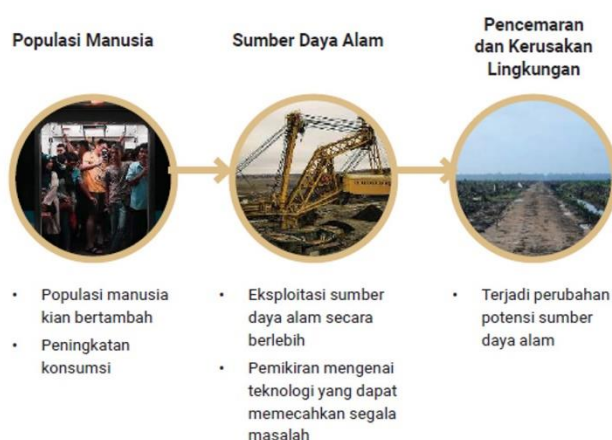 Populasi Manusia
Sumber Daya Alam
Pencemaran
dan Kerusakan
Lingkungan
• Populasi manusia
kian bertambah
• Peningkatan
konsumsi
• Eksploitasi sumber
daya alam secara
berlebih
• Pemikiran mengenai
teknologi yang dapat
memecahkan segala
masalah
• Terjadi perubahan
potensi sumber
daya alam